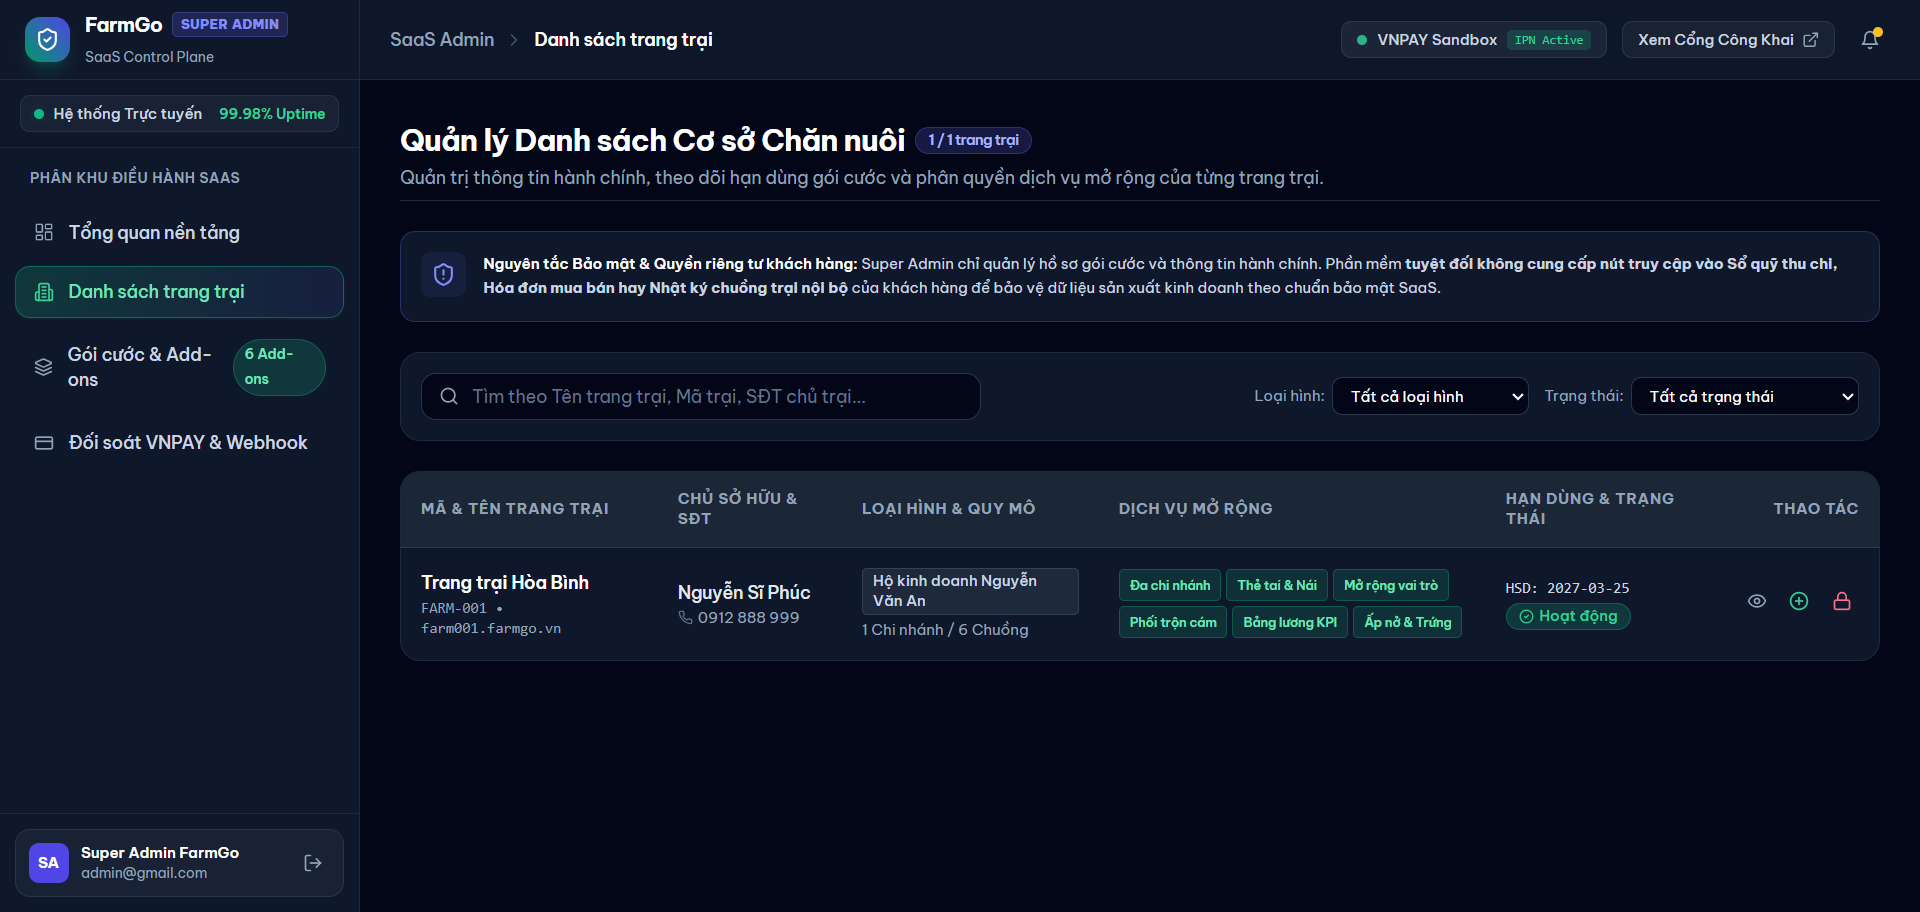 FarmGo SUPER ADMIN
SaaS Control Plane
Hệ thống Trực tuyến 99.98% Uptime
PHÂN KHU ĐIỀU HÀNH SAAS
Tổng quan nền tảng
Danh sách trang trại
Gói cước & Add-
ons
6 Add-
ons
Đối soát VNPAY & Webhook
SA
Super Admin FarmGo
admin@gmail.com
SaaS Admin > Danh sách trang trại
VNPAY Sandbox IPN Active
Xem Cổng Công Khai
Quản lý Danh sách Cơ sở Chăn nuôi 1 / 1 trang trại
Quản trị thông tin hành chính, theo dõi hạn dùng gói cước và phân quyền dịch vụ mở rộng của từng trang trại.
Nguyên tắc Bảo mật & Quyền riêng tư khách hàng: Super Admin chỉ quản lý hồ sơ gói cước và thông tin hành chính. Phần mềm tuyệt đối không cung cấp nút truy cập vào Sổ quỹ thu chi,
Hóa đơn mua bán hay Nhật ký chuồng trại nội bộ của khách hàng để bảo vệ dữ liệu sản xuất kinh doanh theo chuẩn bảo mật SaaS.
Tìm theo Tên trang trại, Mã trại, SĐT chủ trại...
Loại hình: Tất cả loại hình
Trạng thái: Tất cả trạng thái
MÃ & TÊN TRANG TRẠI
CHỦ SỞ HỮU &
SĐT
LOẠI HÌNH & QUY MÔ
DỊCH VỤ MỞ RỘNG
HẠN DÙNG & TRẠNG
THÁI
THAO TÁC
Trang trại Hòa Bình
FARM-001 •
farm001.farmgo.vn
Nguyễn Sĩ Phúc
0912 888 999
Hộ kinh doanh Nguyễn
Văn An
1 Chi nhánh / 6 Chuồng
Đa chi nhánh Thẻ tai & Nái Mở rộng vai trò
Phối trộn cám Bảng lương KPI Ấp nở & Trứng
HSD: 2027-03-25
Hoạt động